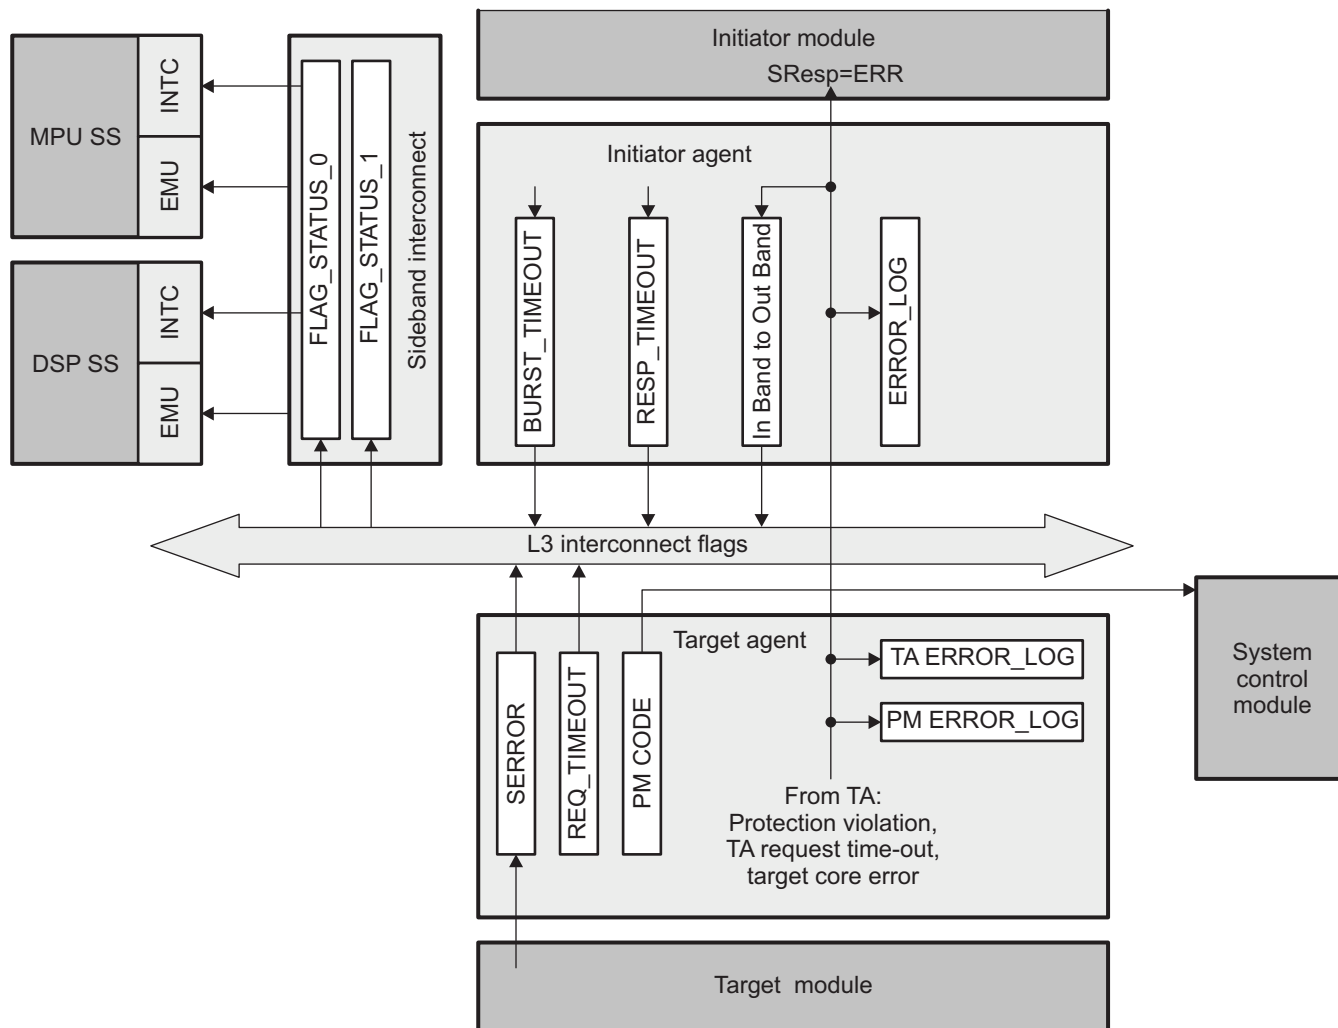 Initiator module
SResp=ERR
MPU SS
INTC
EMU
DSP SS
INTC
EMU
FLAG_STATUS_0
FLAG_STATUS_1
Sideband interconnect
Initiator agent
BURST_TIMEOUT
RESP_TIMEOUT
In Band to Out Band
ERROR_LOG
L3 interconnect flags
Target agent
SERROR
REQ_TIMEOUT
PM CODE
TA ERROR_LOG
PM ERROR_LOG
From TA:
Protection violation,
TA request time-out,
target core error
System
control
module
Target module